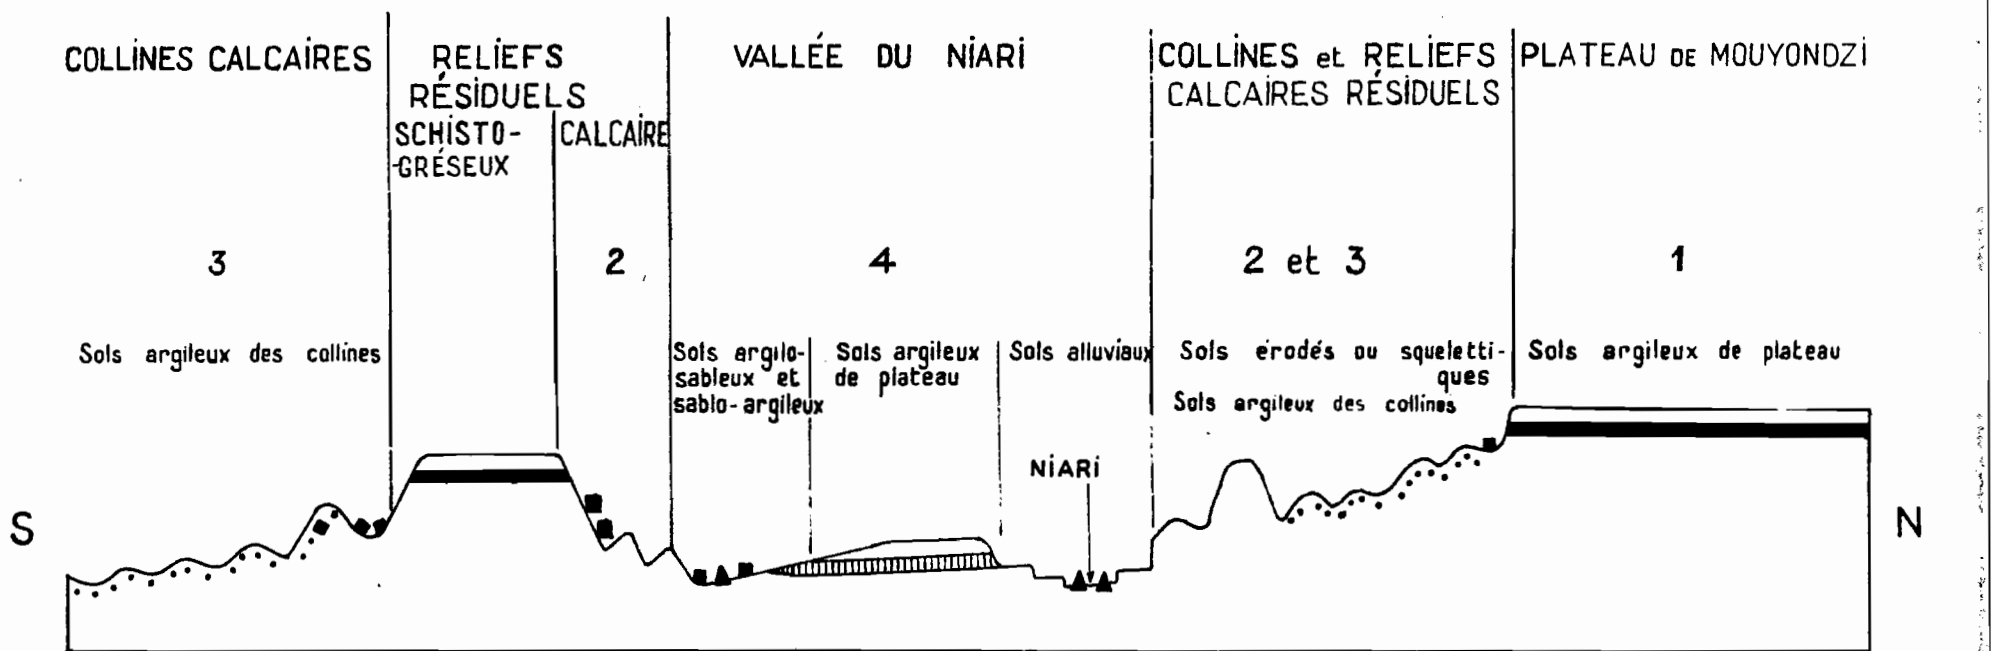 COLLINES CALCAIRES
RELIEFS
RÉSIDUELS
SCHISTO-
-GRÉSEUX
CALCAIRE
VALLÉE DU NIARI
COLLINES et RELIEFS
CALCAIRES RÉSIDUELS
PLATEAU DE MOUYONDZI
3
2
4
2 et 3
1
Sols argileux des collines
Sols argilo-
sableux et
sablo-argileux
Sols argileux
de plateau
Sols alluviaux
Sols érodés ou squeletti-
ques
Sols argileux des collines
Sols argileux de plateau
NIARI
S
N